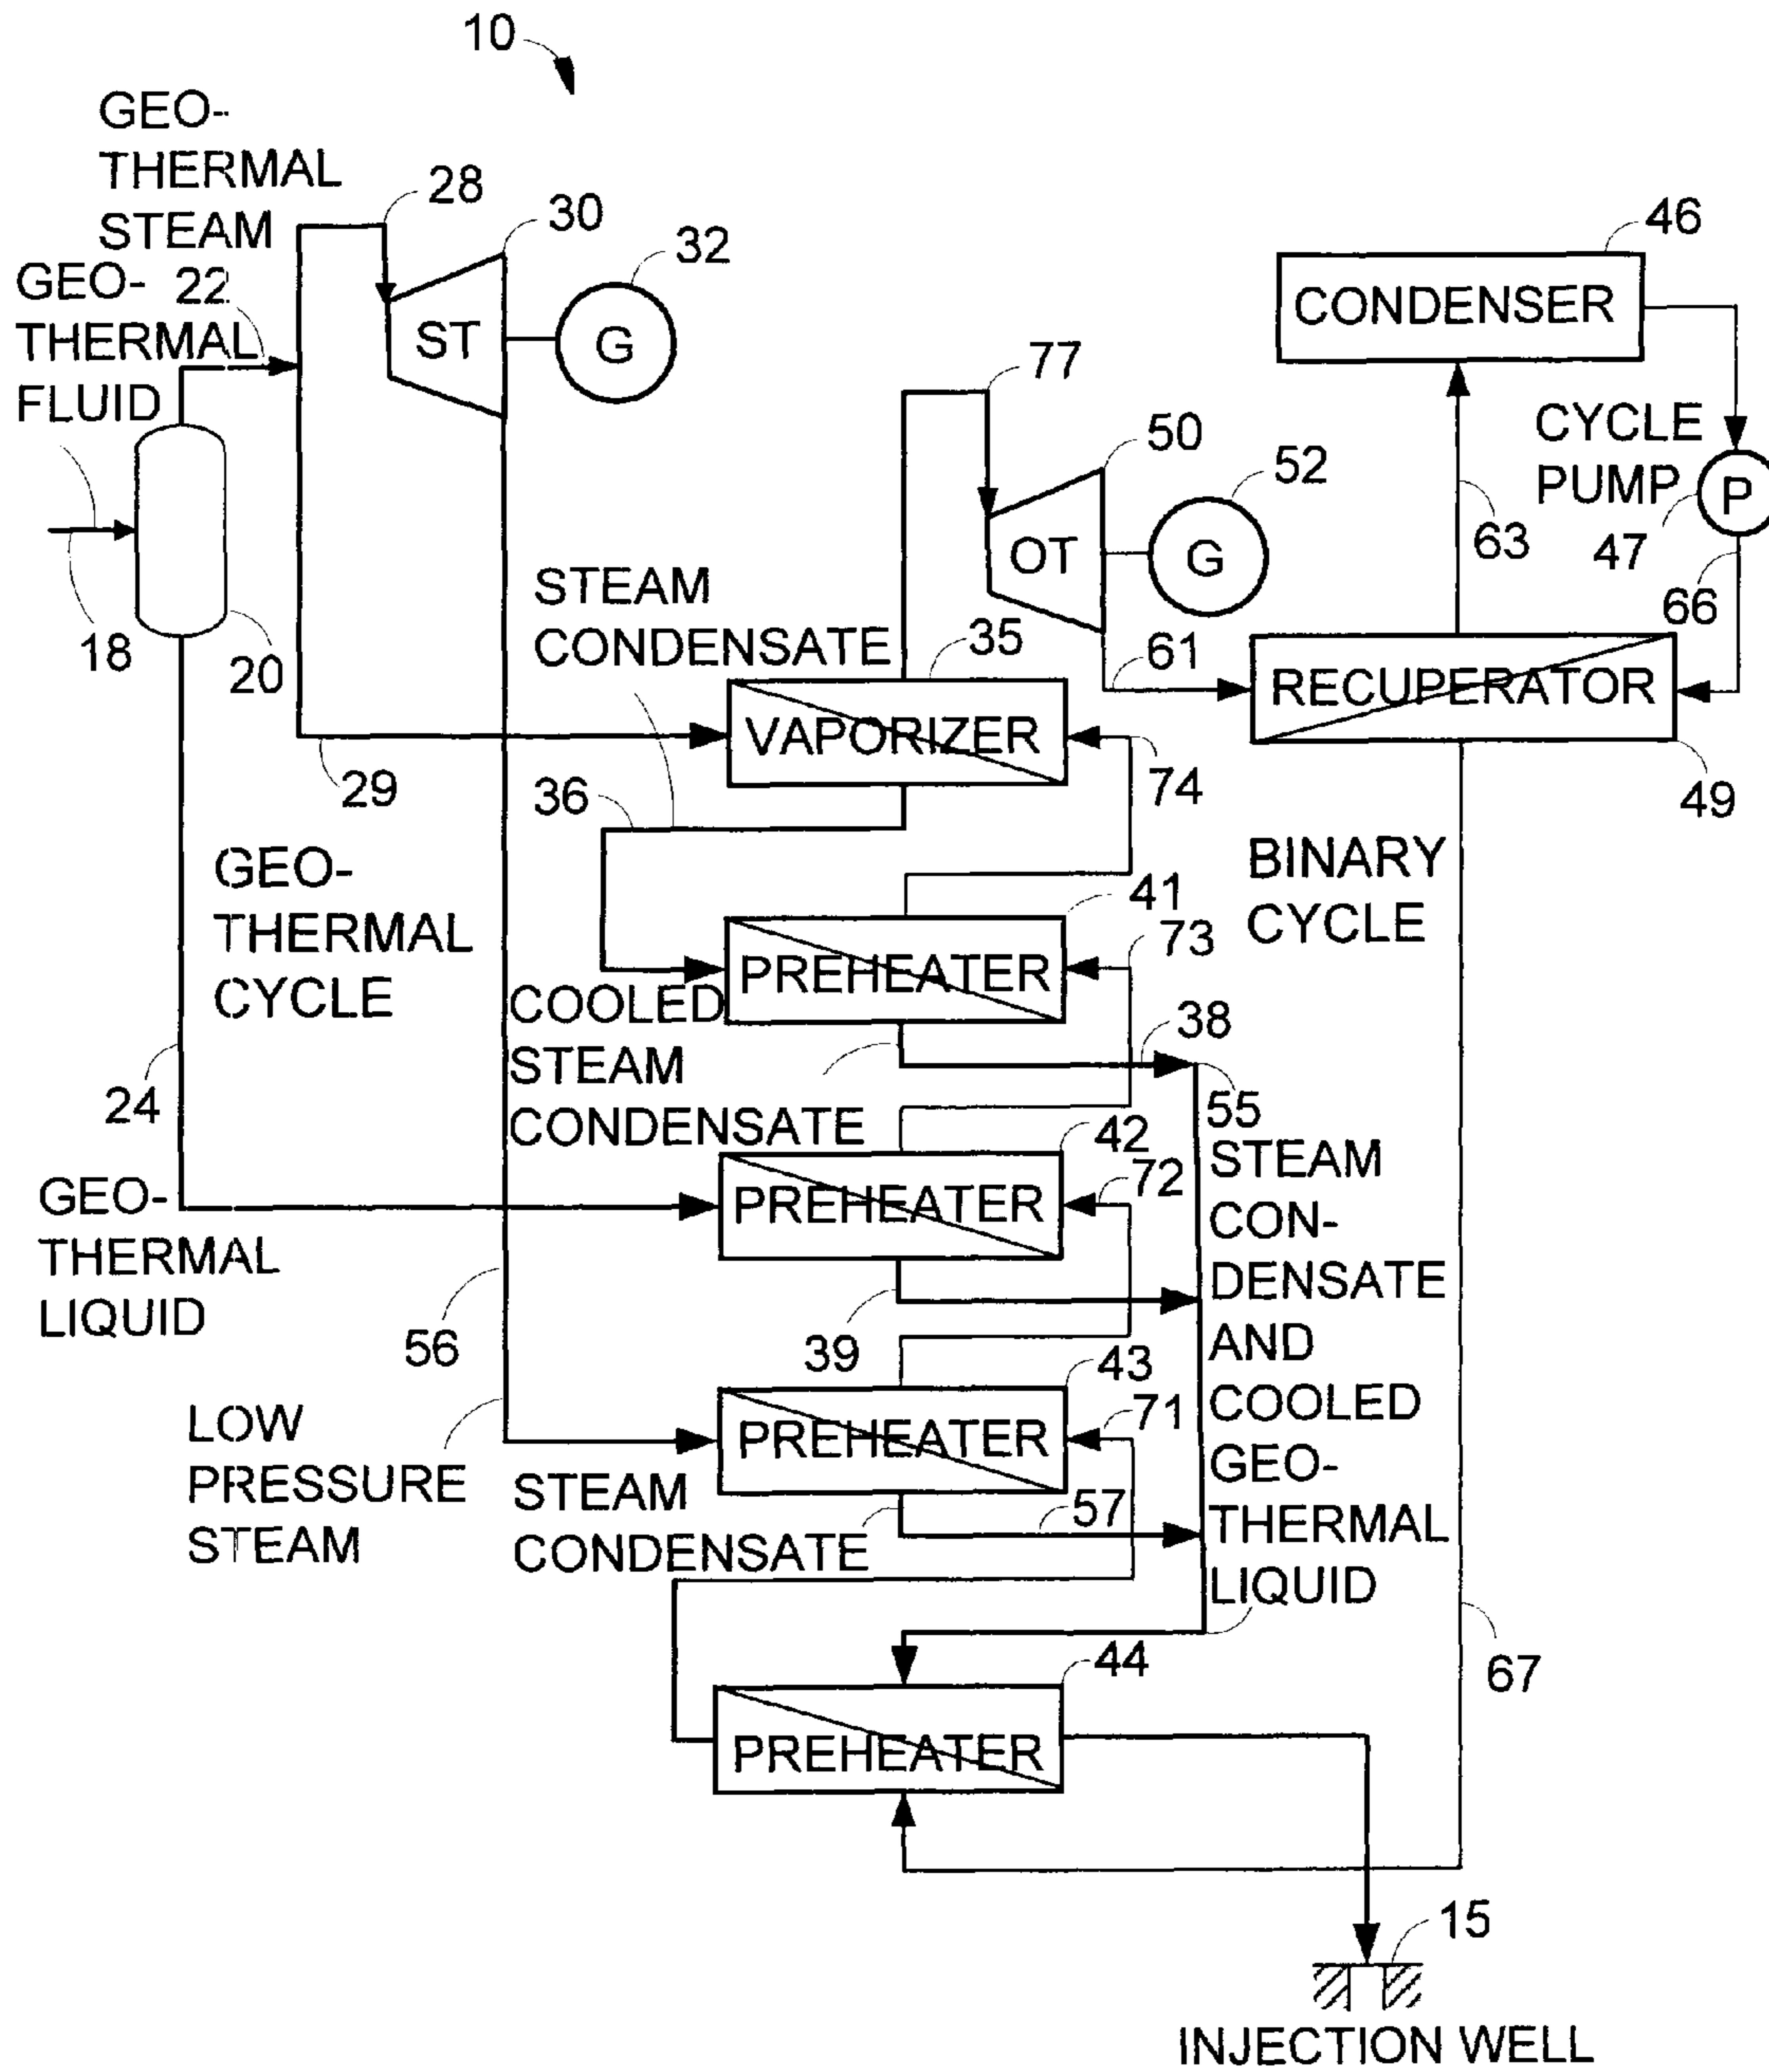 10
GEO-
THERMAL
STEAM
28
30
32
46
GEO-
22
THERMAL
FLUID
ST
G
CONDENSER
77
50
52
CYCLE
PUMP
P
47
63
66
OT
G
18
20
STEAM
CONDENSATE
35
61
RECUPERATOR
VAPORIZER
29
36
74
49
GEO-
THERMAL
CYCLE
BINARY
CYCLE
41
73
PREHEATER
COOLED
STEAM
CONDENSATE
38
24
55
42
72
PREHEATER
GEO-
THERMAL
LIQUID
STEAM
CON-
DENSATE
AND
COOLED
GEO-
THERMAL
LIQUID
56
39
43
71
PREHEATER
LOW
PRESSURE
STEAM
STEAM
CONDENSATE
57
44
67
PREHEATER
15
INJECTION WELL